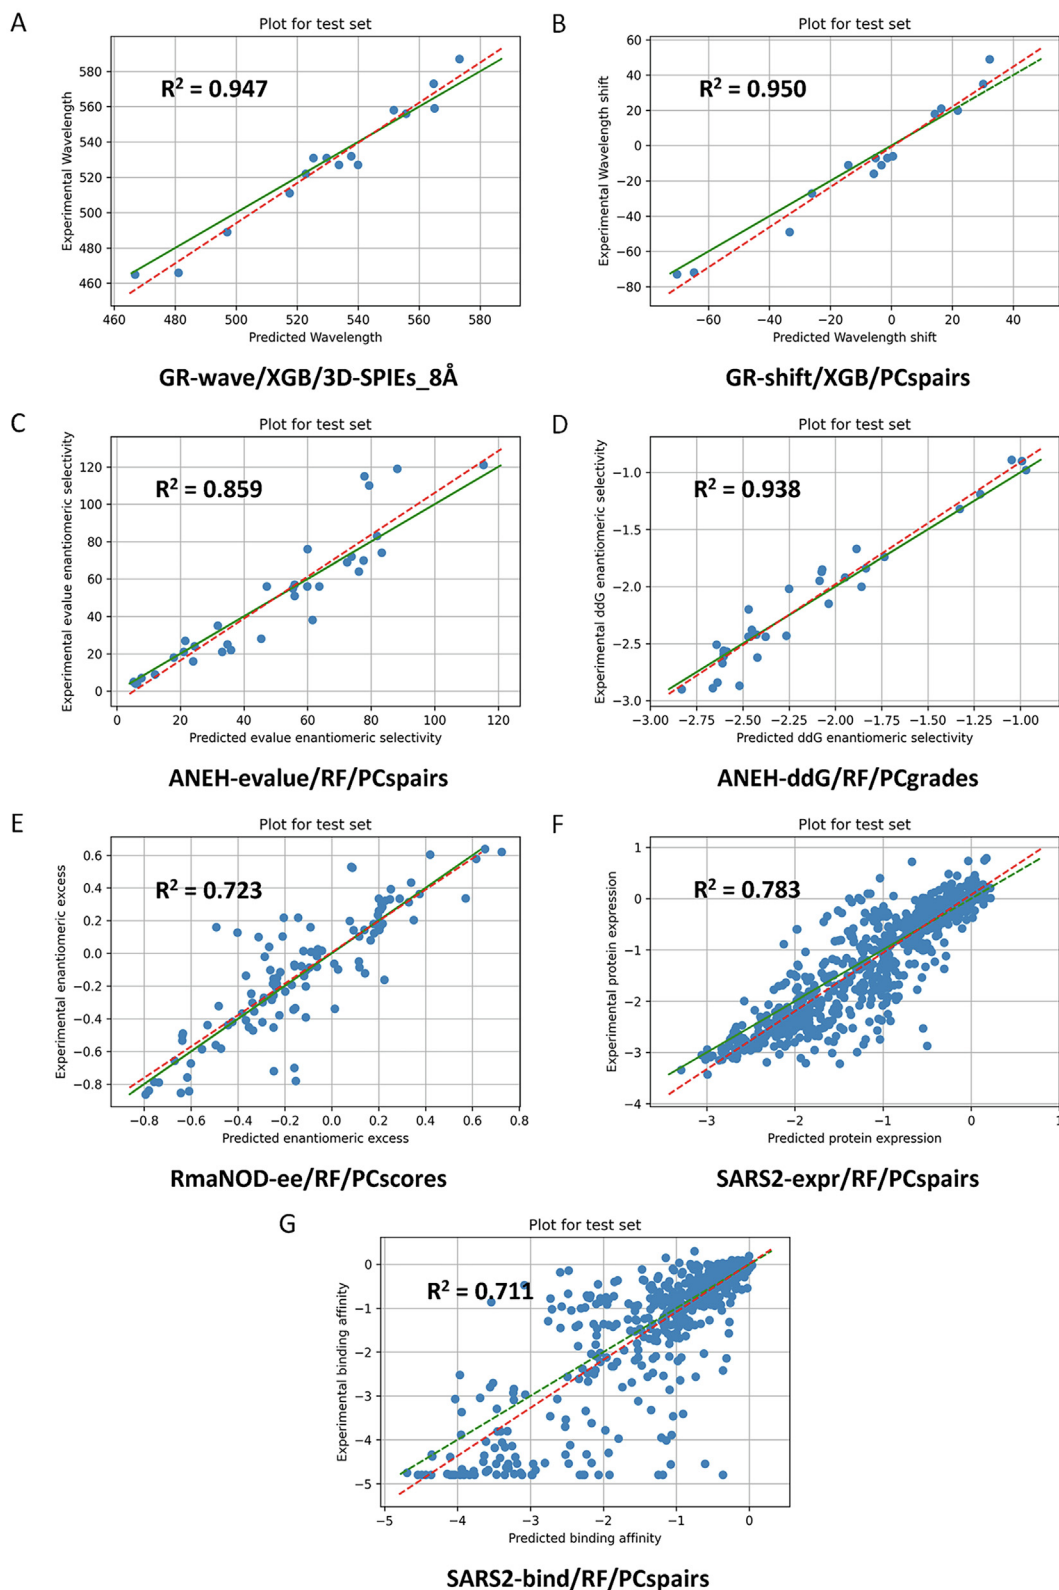 A
Plot for test set
R² = 0.947
Experimental Wavelength
580
560
540
520
500
480
460
460 480 500 520 540 560 580
Predicted Wavelength
GR-wave/XGB/3D-SPIEs_8Å
B
Plot for test set
R² = 0.950
Experimental Wavelength shift
60
40
20
0
−20
−40
−60
−80
−60 −40 −20 0 20 40
Predicted Wavelength shift
GR-shift/XGB/PCspairs
C
Plot for test set
R² = 0.859
Experimental evalue enantiomeric selectivity
120
100
80
60
40
20
0
0 20 40 60 80 100 120
Predicted evalue enantiomeric selectivity
ANEH-evalue/RF/PCspairs
D
Plot for test set
R² = 0.938
Experimental ddG enantiomeric selectivity
−1.0
−1.5
−2.0
−2.5
−3.0
−3.00 −2.75 −2.50 −2.25 −2.00 −1.75 −1.50 −1.25 −1.00
Predicted ddG enantiomeric selectivity
ANEH-ddG/RF/PCgrades
E
Plot for test set
R² = 0.723
Experimental enantiomeric excess
0.6
0.4
0.2
0.0
−0.2
−0.4
−0.6
−0.8
−0.8 −0.6 −0.4 −0.2 0.0 0.2 0.4 0.6 0.8
Predicted enantiomeric excess
RmaNOD-ee/RF/PCscores
F
Plot for test set
R² = 0.783
Experimental protein expression
1
0
−1
−2
−3
−4
−3 −2 −1 0 1
Predicted protein expression
SARS2-expr/RF/PCspairs
G
Plot for test set
R² = 0.711
Experimental binding affinity
0
−1
−2
−3
−4
−5
−5 −4 −3 −2 −1 0
Predicted binding affinity
SARS2-bind/RF/PCspairs